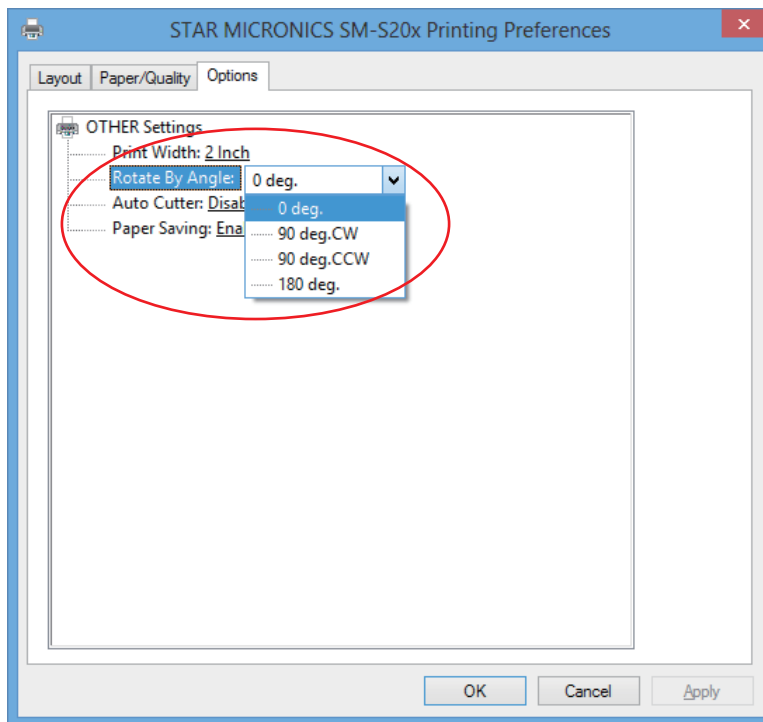 STAR MICRONICS SM-S20x Printing Preferences
Layout Paper/Quality Options
OTHER Settings
Print Width: 2 Inch
Rotate By Angle: 0 deg.
Auto Cutter: 
0 deg.
Paper Saving:
90 deg.CW
90 deg.CCW
180 deg.
OK Cancel Apply